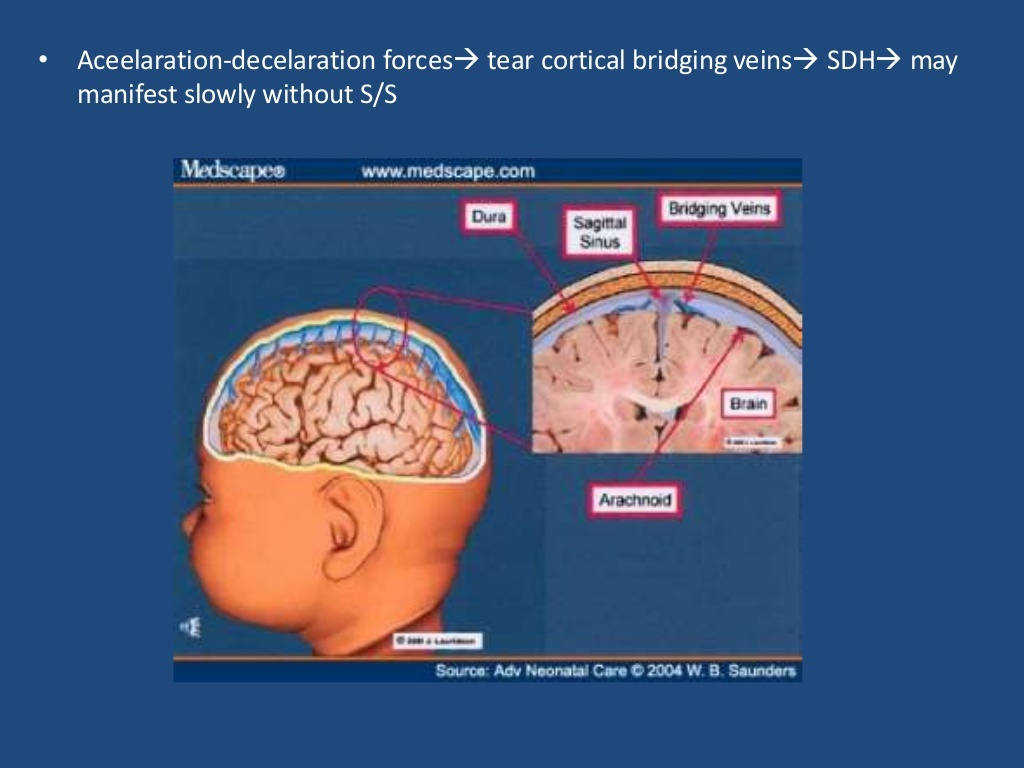 • Aceelaration-decelaration forces→ tear cortical bridging veins→ SDH→ may
manifest slowly without S/S
Medscape® www.medscape.com
Dura
Sagittal
Sinus
Bridging Veins
Brain
Arachnoid
Source: Adv Neonatal Care © 2004 W. B. Saunders